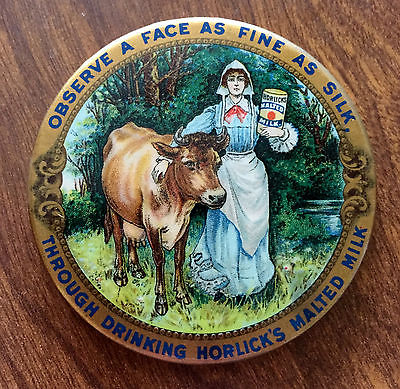 OBSERVE A FACE AS FINE AS SILK,
THROUGH DRINKING HORLICK'S MALTED MILK
HORLICK'S
MALTED
MILK